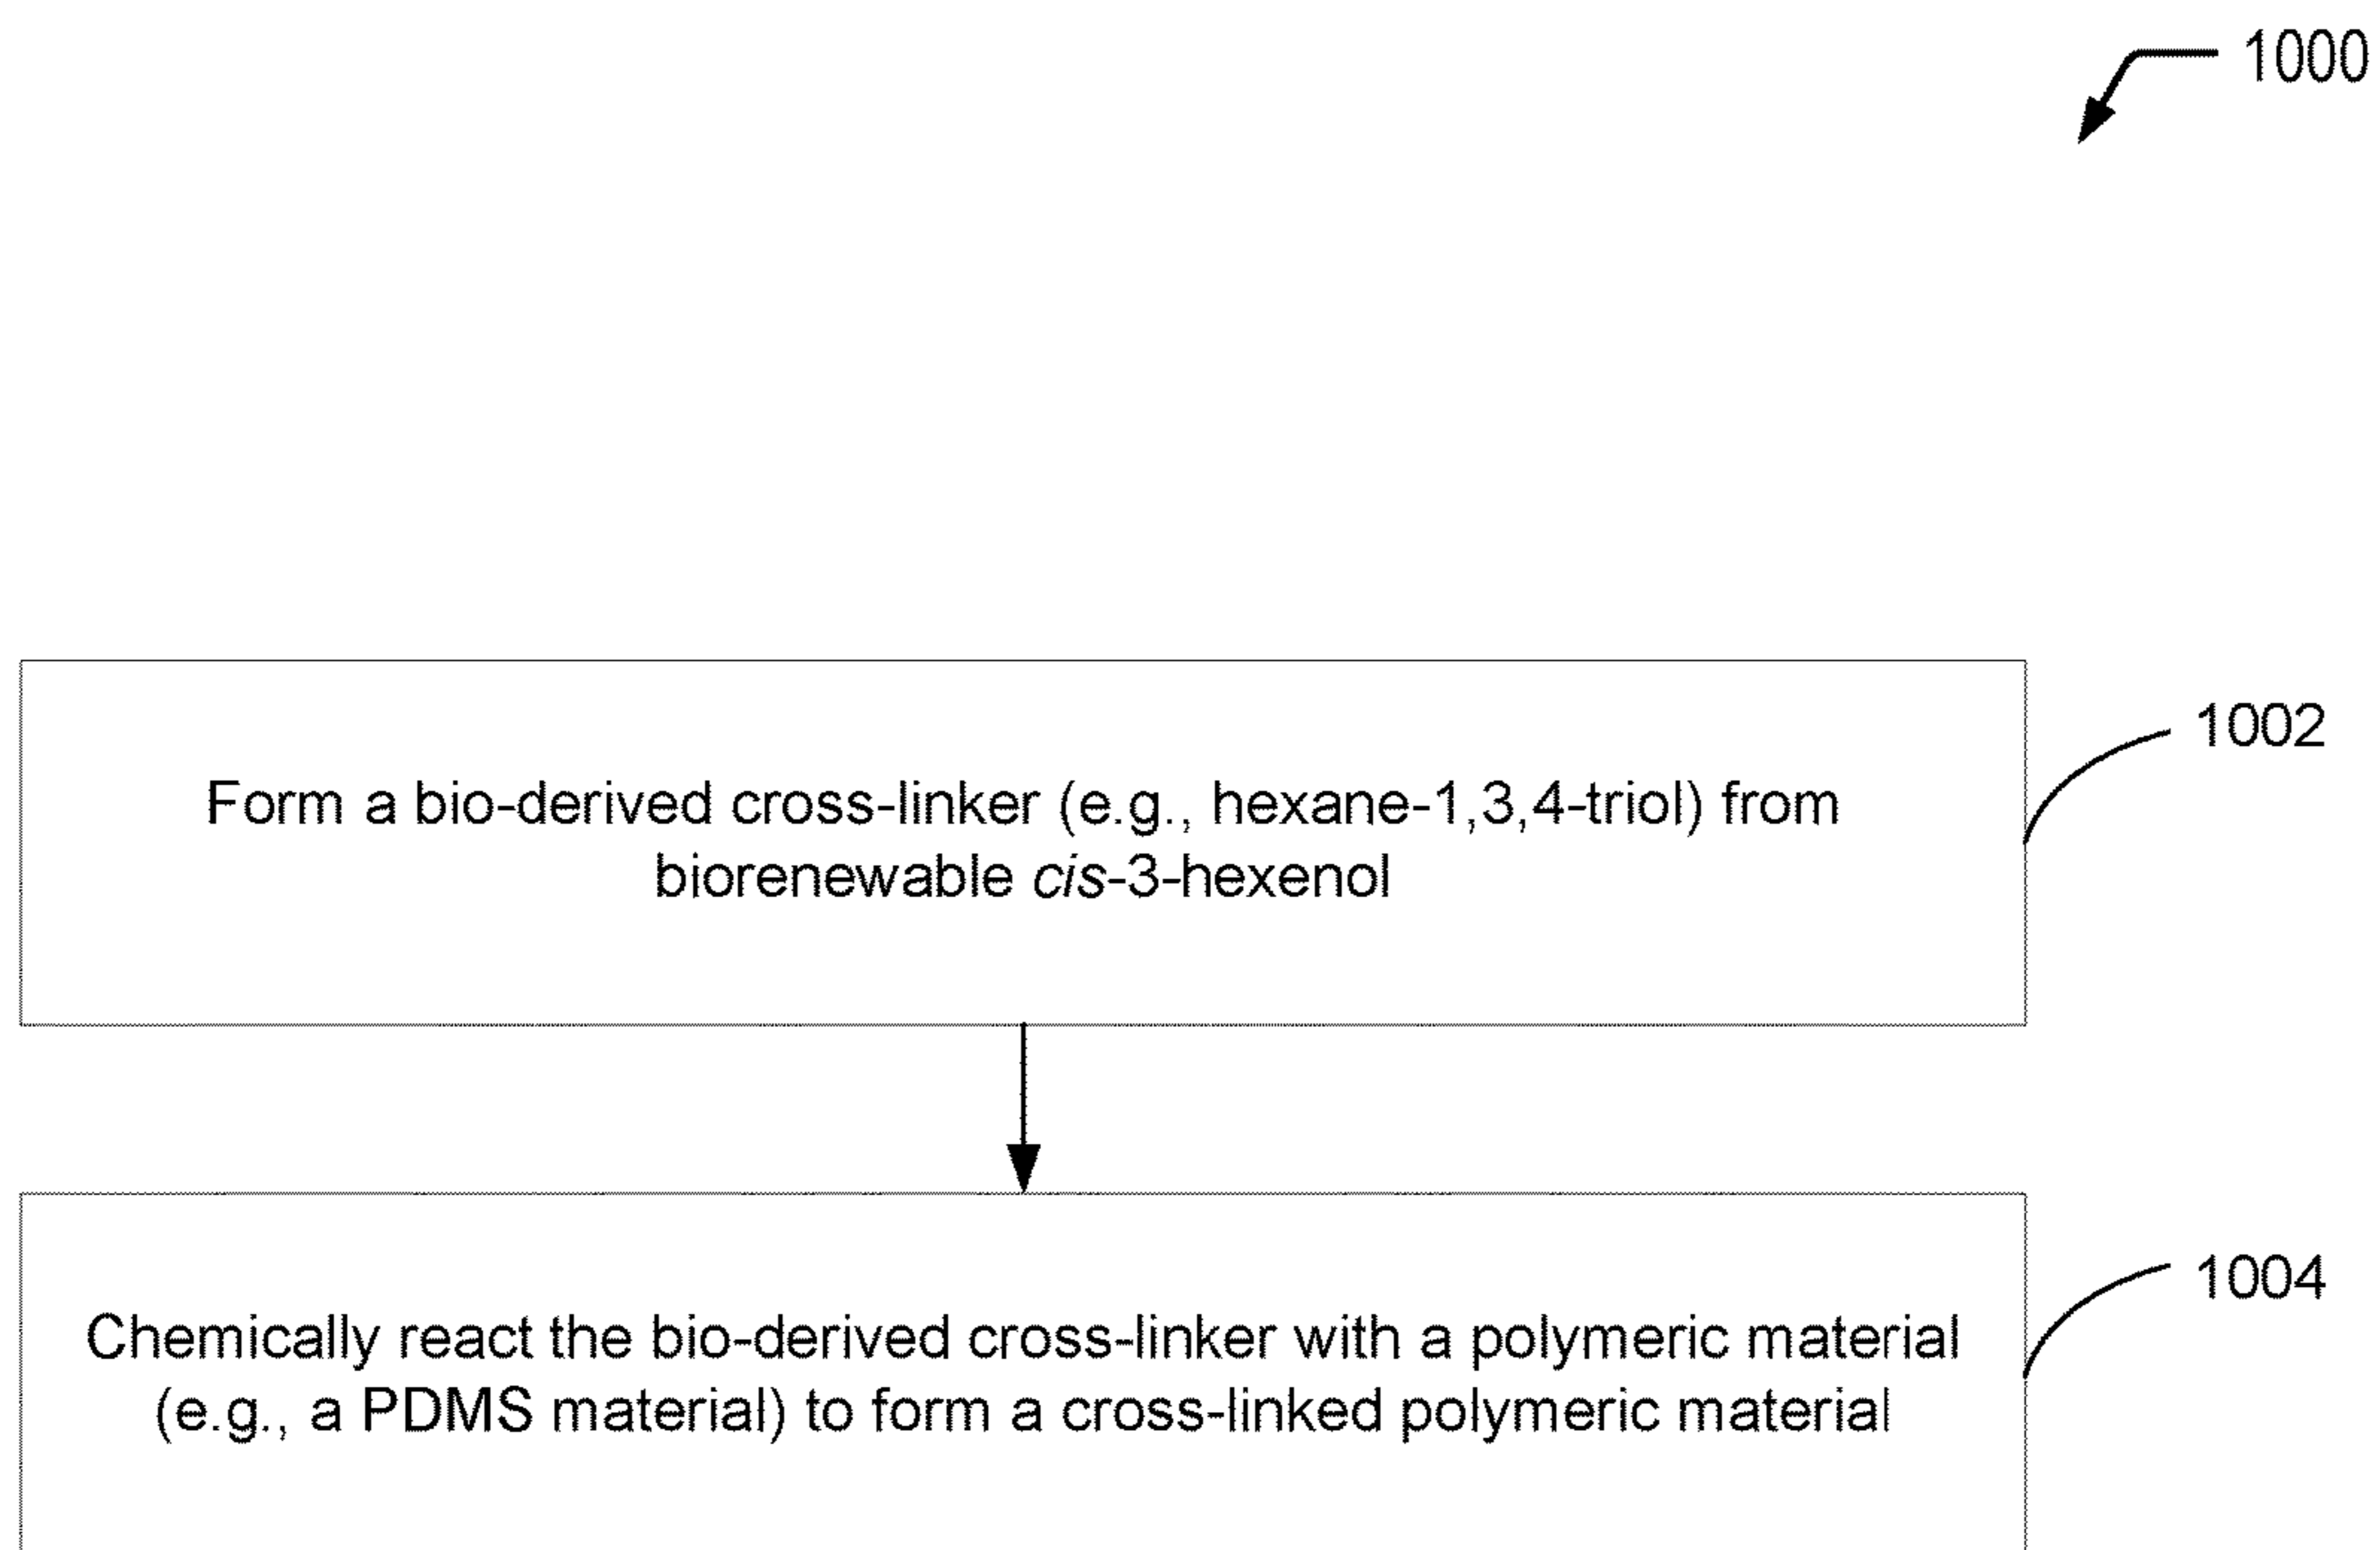 1000
Form a bio-derived cross-linker (e.g., hexane-1,3,4-triol) from
biorenewable cis-3-hexenol
1002
Chemically react the bio-derived cross-linker with a polymeric material
(e.g., a PDMS material) to form a cross-linked polymeric material
1004